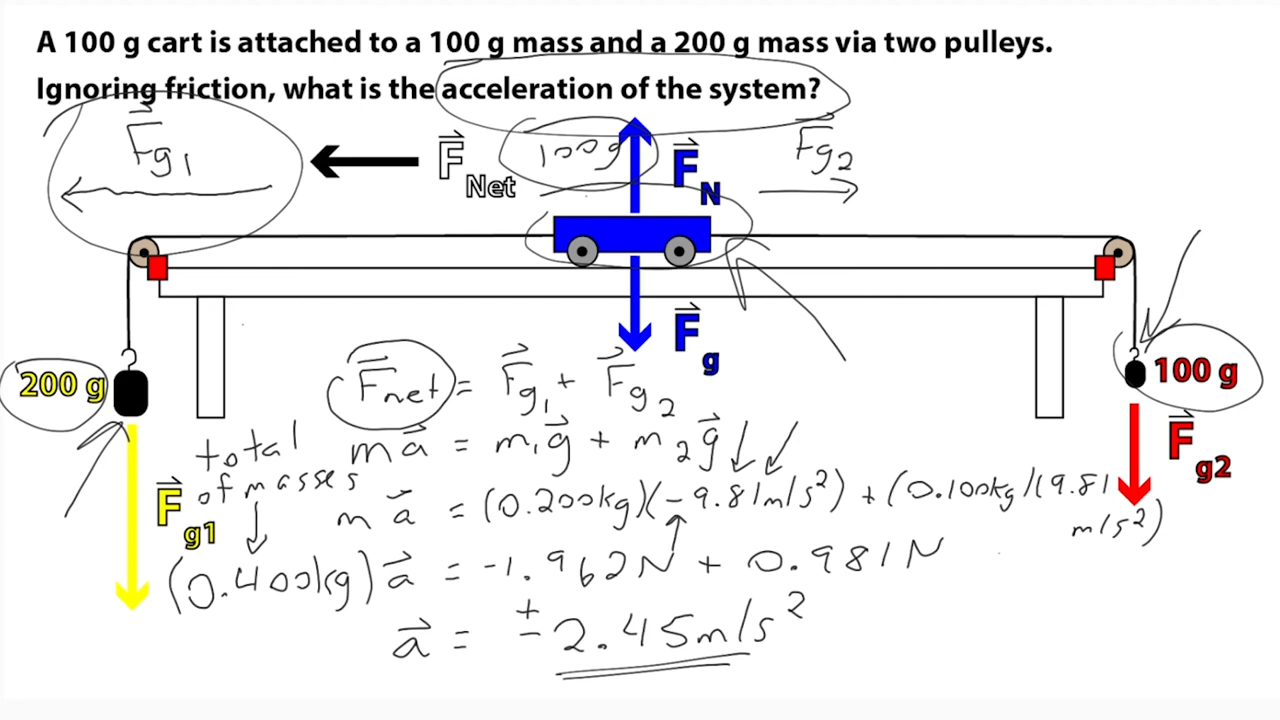 A 100 g cart is attached to a 100 g mass and a 200 g mass via two pulleys.
Ignoring friction, what is the acceleration of the system?
Fg1
FNet
100g
FN
Fg2
Fg
200 g
100 g
Fnet = Fg1 + Fg2
total
of masses
ma = m1g + m2g
Fg1
Fg2
ma = (0.200kg)(-9.81m/s²) + (0.100kg)(9.81
m/s²)
(0.400kg)a = -1.962N + 0.981N
a = ±2.45m/s²